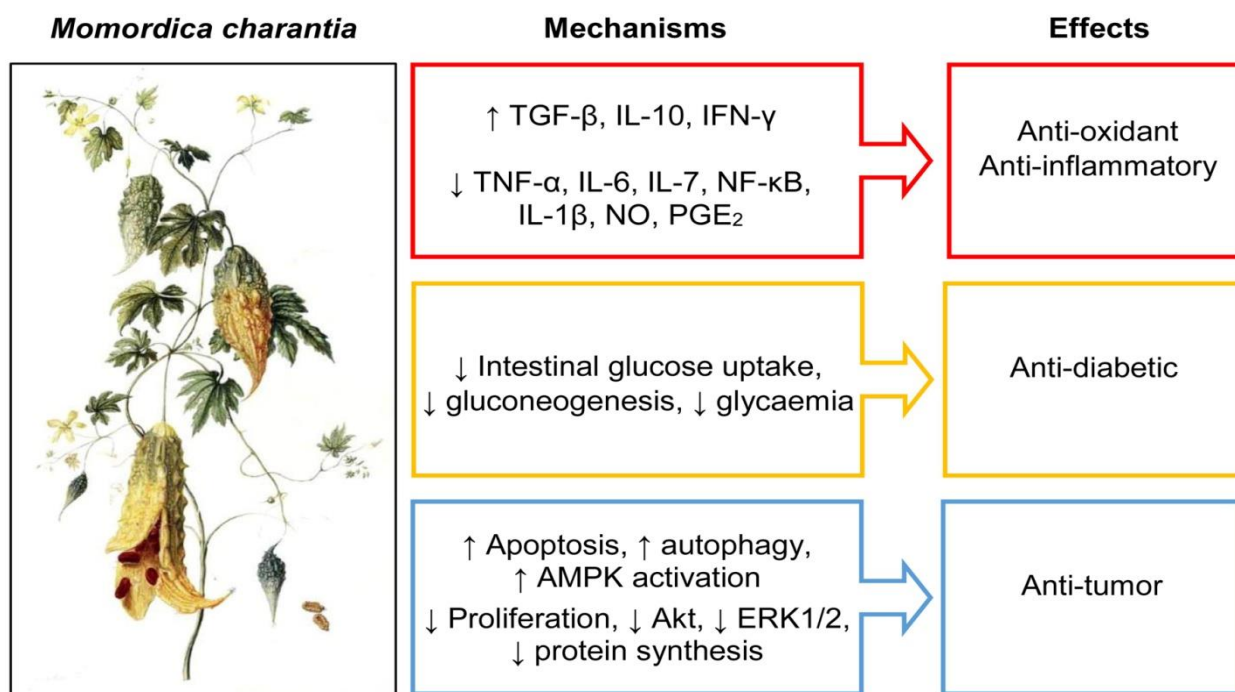 Momordica charantia
Mechanisms
Effects
↑ TGF-β, IL-10, IFN-γ
↓ TNF-α, IL-6, IL-7, NF-κB,
IL-1β, NO, PGE₂
Anti-oxidant
Anti-inflammatory
↓ Intestinal glucose uptake,
↓ gluconeogenesis, ↓ glycaemia
Anti-diabetic
↑ Apoptosis, ↑ autophagy,
↑ AMPK activation
↓ Proliferation, ↓ Akt, ↓ ERK1/2,
↓ protein synthesis
Anti-tumor